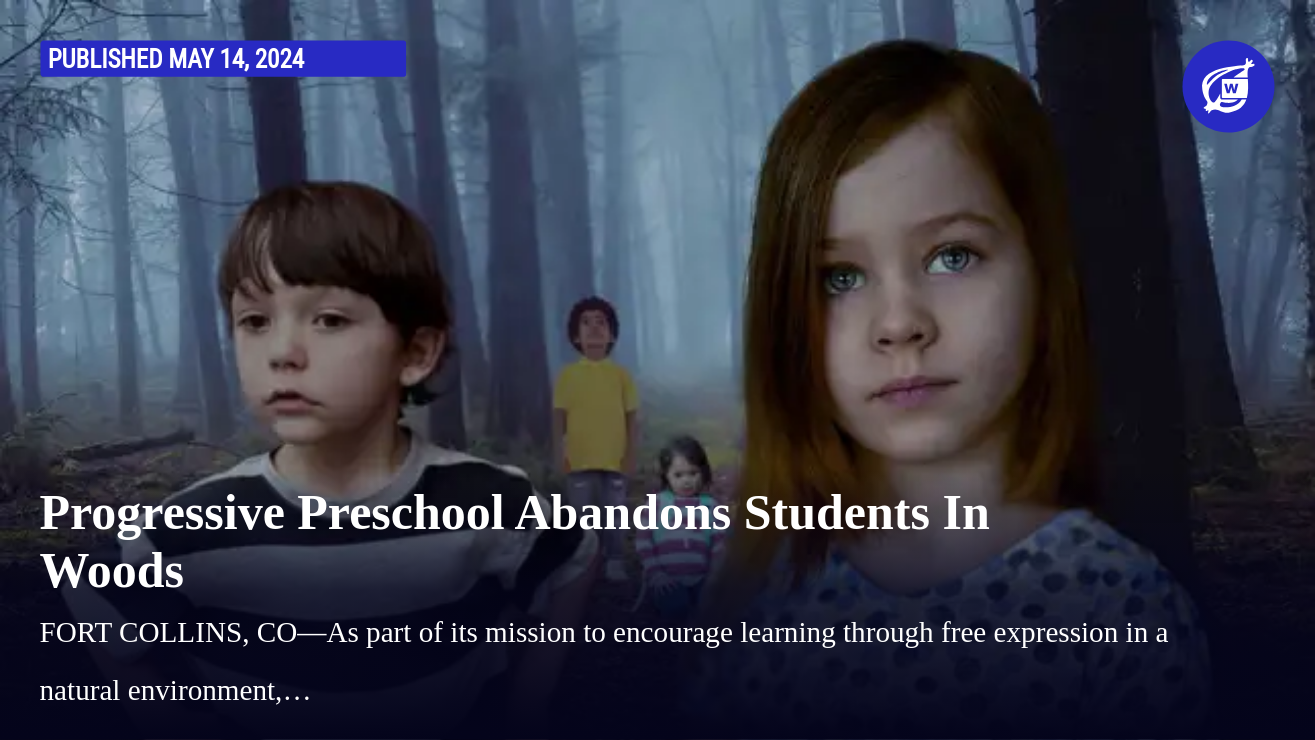 PUBLISHED MAY 14, 2024
W
Progressive Preschool Abandons Students In
Woods
FORT COLLINS, CO—As part of its mission to encourage learning through free expression in a
natural environment,…